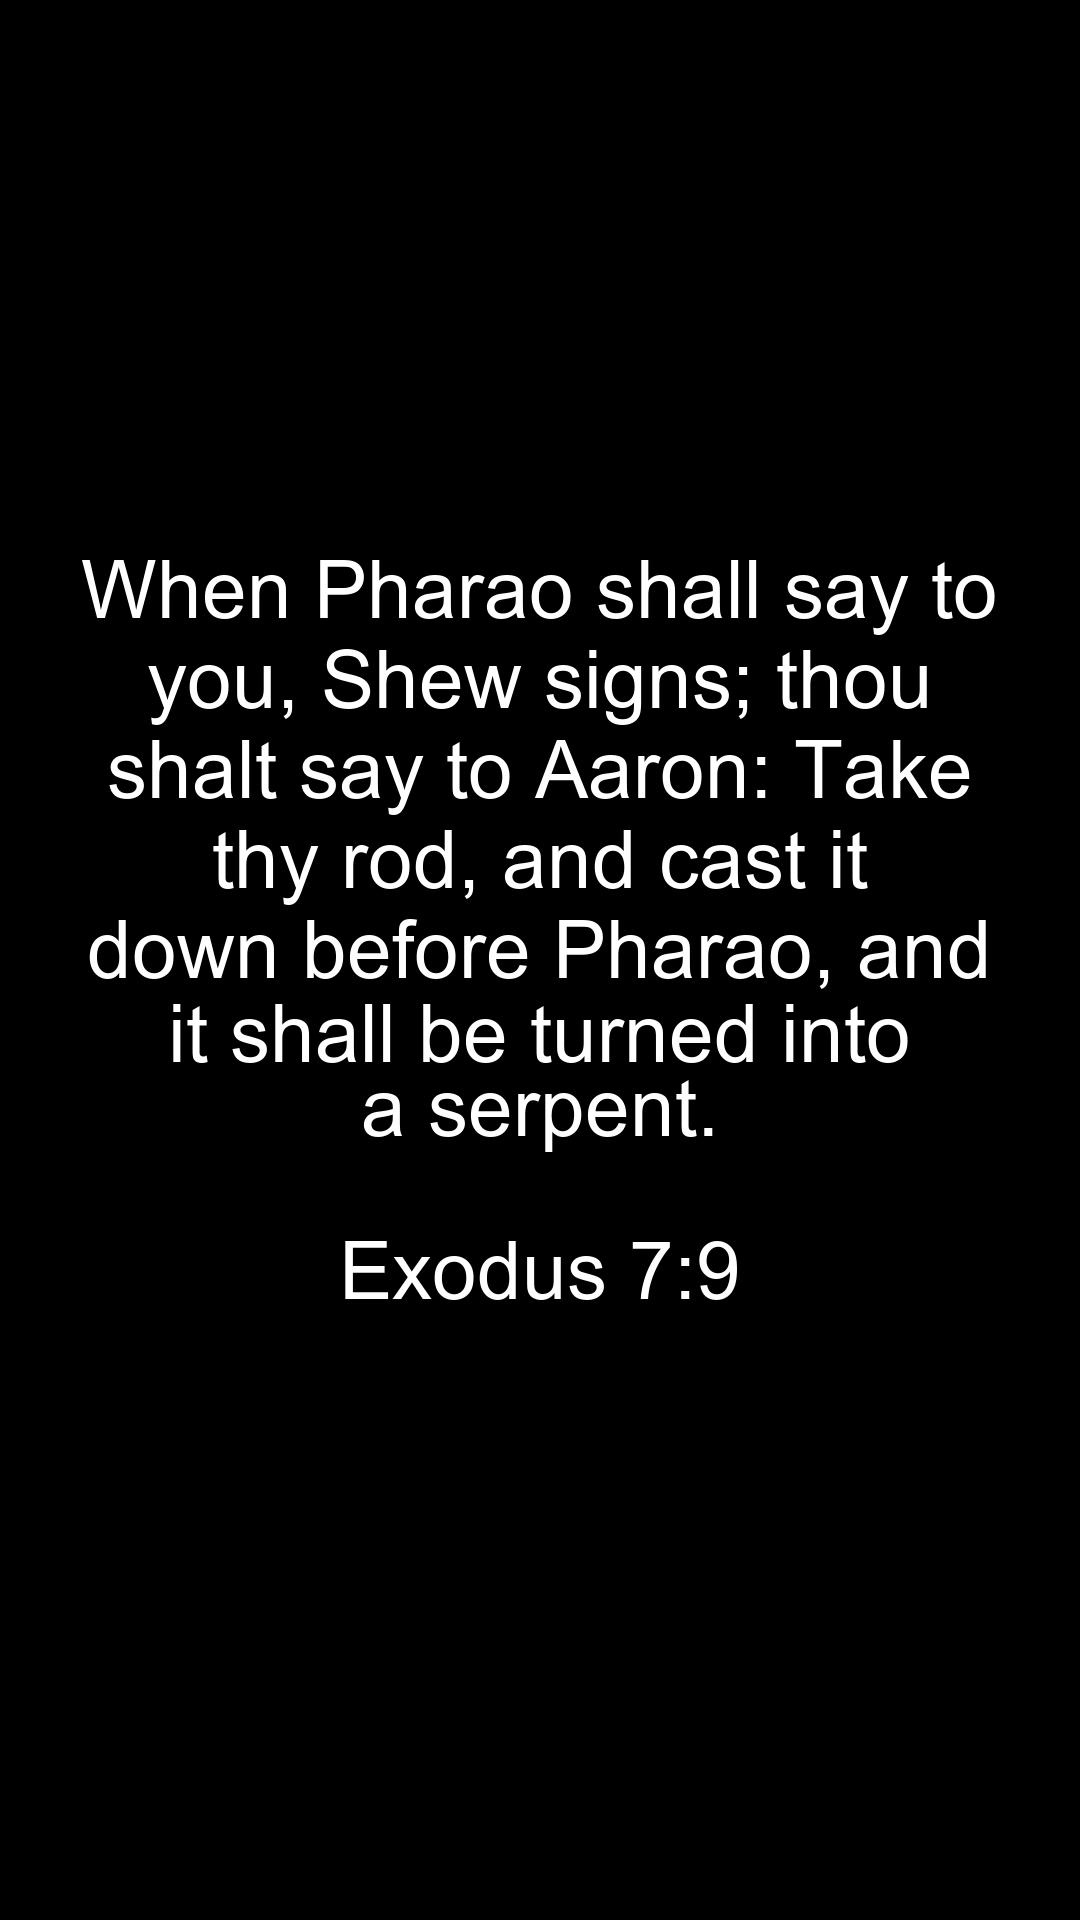 When Pharao shall say to
you, Shew signs; thou
shalt say to Aaron: Take
thy rod, and cast it
down before Pharao, and
it shall be turned into
a serpent.
Exodus 7:9